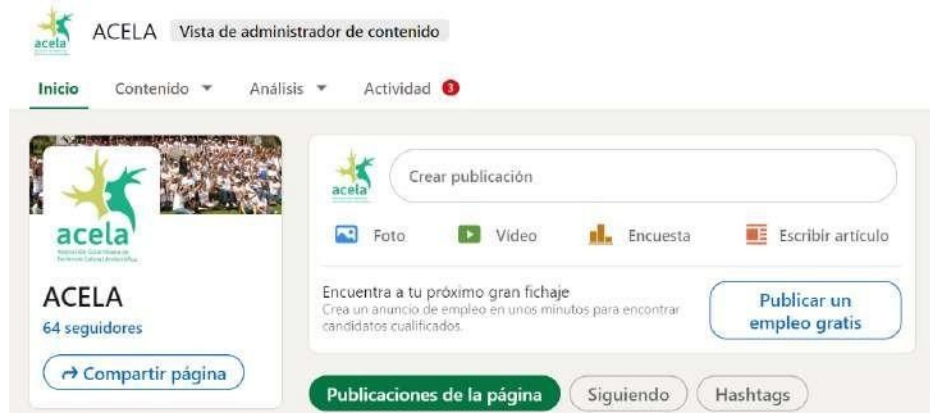 acela
ACELA Vista de administrador de contenido
Inicio Contenido Análisis Actividad 3
acela
ACELA
64 seguidores
Compartir página
acela
Crear publicación
Foto Vídeo Encuesta Escribir artículo
Encuentra a tu próximo gran fichaje
Crea un anuncio de empleo en unos minutos para encontrar
candidatos cualificados.
Publicar un
empleo gratis
Publicaciones de la página Siguiendo Hashtags